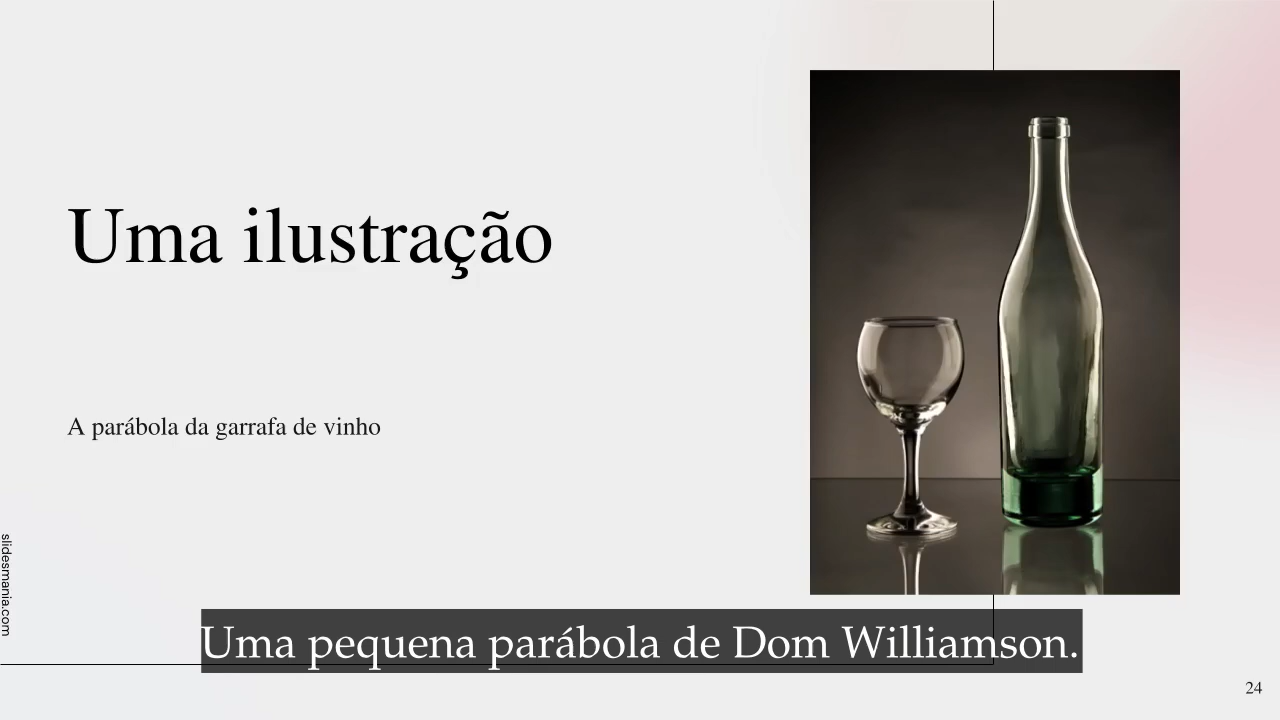 Uma ilustração
A parábola da garrafa de vinho
slidesmania.com
Uma pequena parábola de Dom Williamson.
24